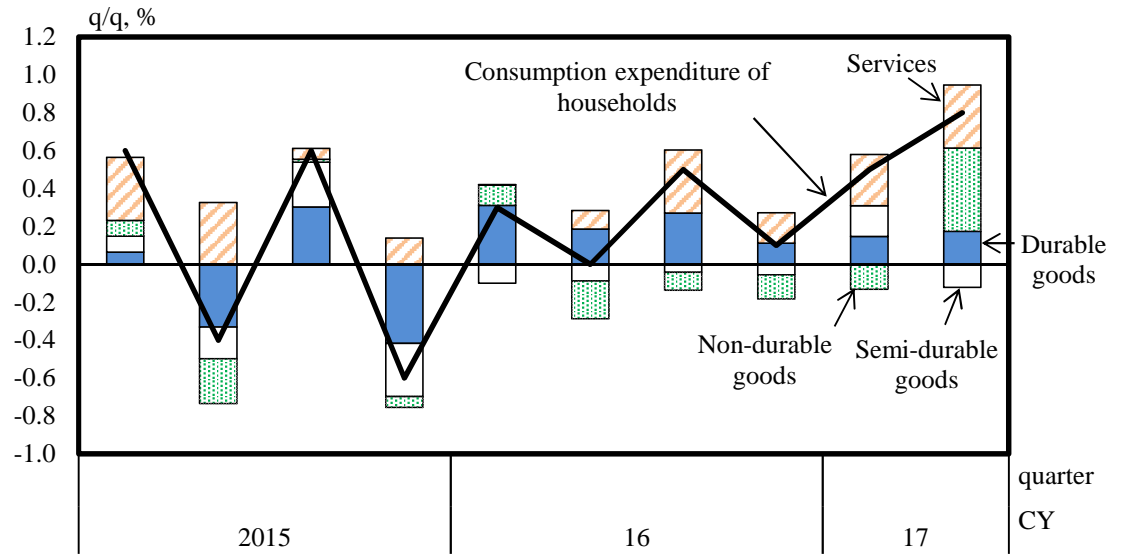 q/q, %
1.2
1.0
0.8
0.6
0.4
0.2
0.0
-0.2
-0.4
-0.6
-0.8
-1.0
Consumption expenditure of
households
Services
Durable
goods
Non-durable
goods
Semi-durable
goods
quarter
CY
2015
16
17